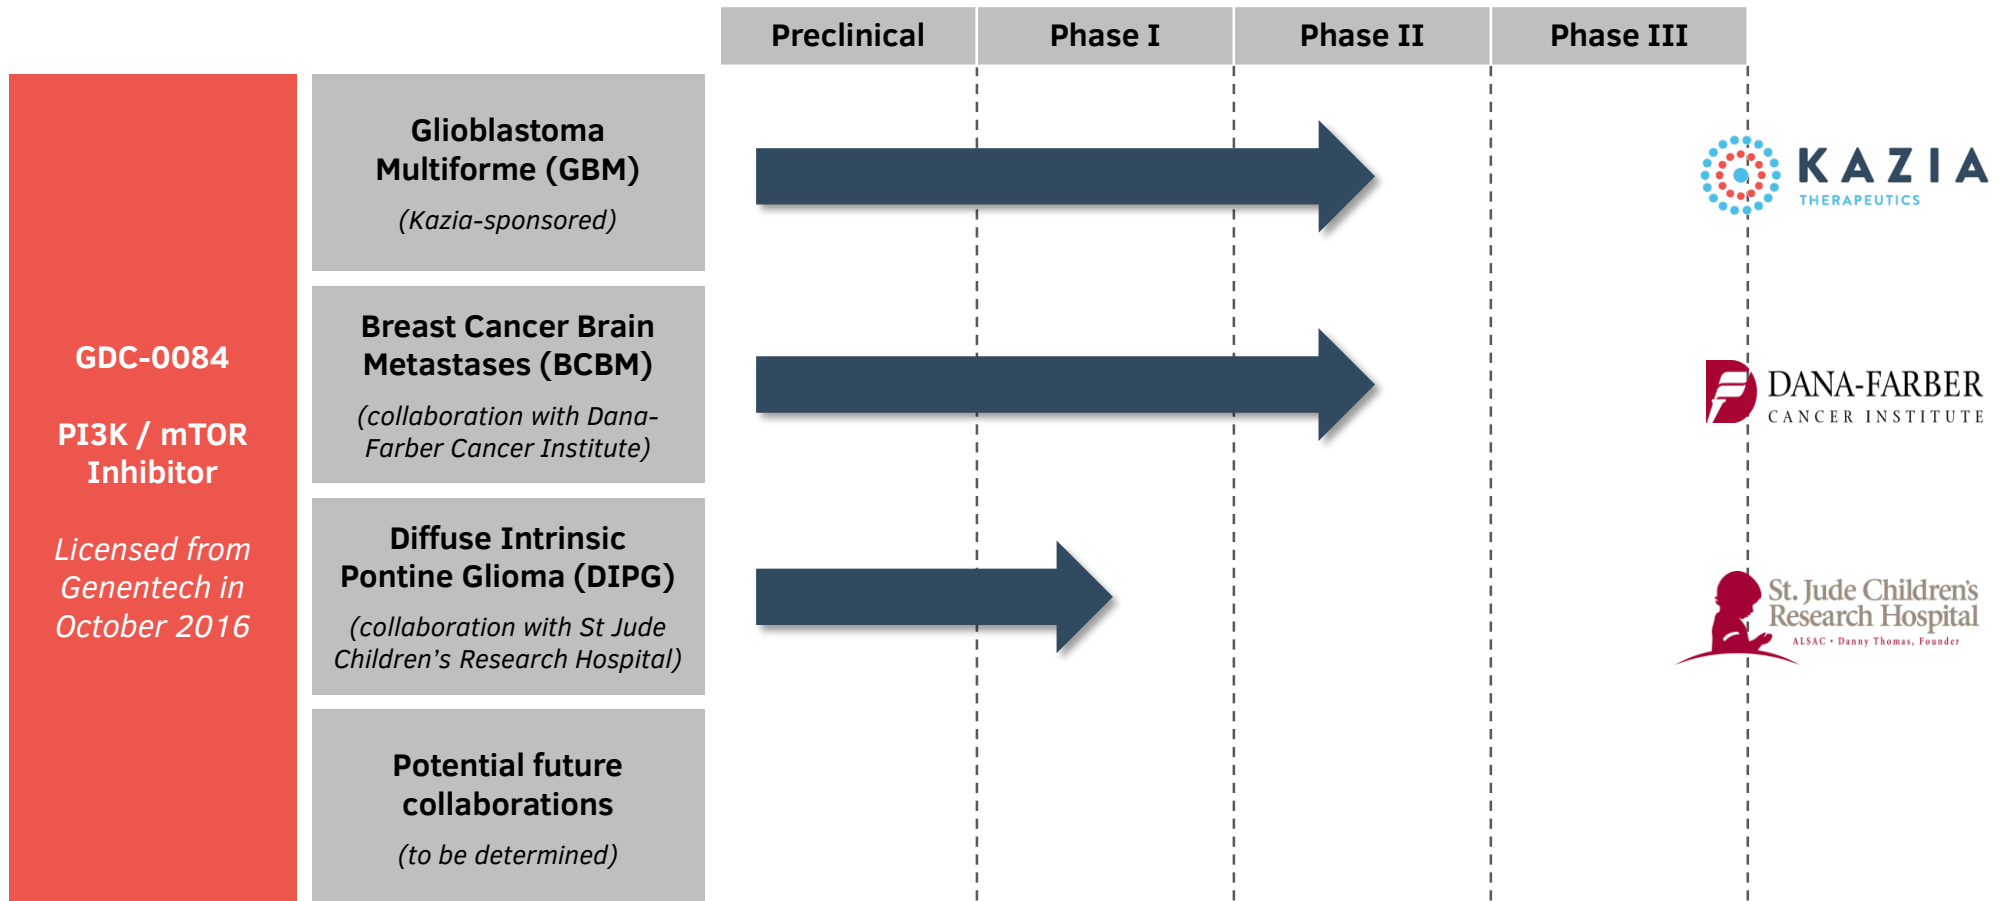 Preclinical
Phase I
Phase II
Phase III
GDC-0084
PI3K / mTOR
Inhibitor
Licensed from
Genentech in
October 2016
Glioblastoma
Multiforme (GBM)
(Kazia-sponsored)
KAZIA
THERAPEUTICS
Breast Cancer Brain
Metastases (BCBM)
(collaboration with Dana-
Farber Cancer Institute)
DANA-FARBER
CANCER INSTITUTE
Diffuse Intrinsic
Pontine Glioma (DIPG)
(collaboration with St Jude
Children’s Research Hospital)
St. Jude Children's
Research Hospital
ALSAC • Danny Thomas, Founder
Potential future
collaborations
(to be determined)